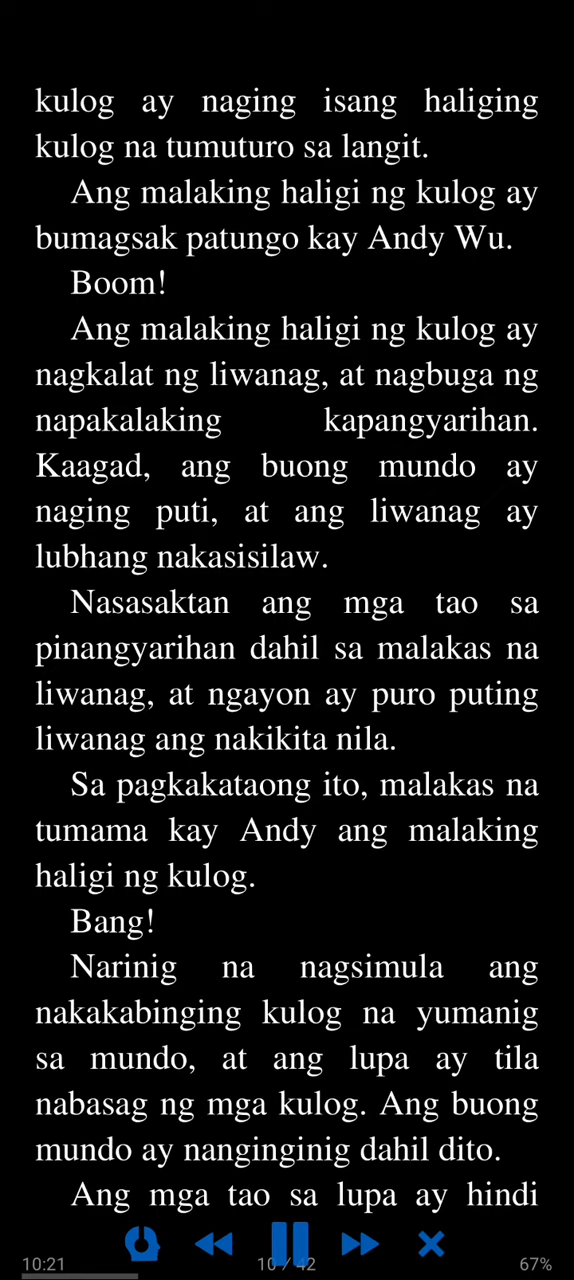 kulog ay naging isang haliging
kulog na tumuturo sa langit.
Ang malaking haligi ng kulog ay
bumagsak patungo kay Andy Wu.
Boom!
Ang malaking haligi ng kulog ay
nagkalat ng liwanag, at nagbuga ng
napakalaking kapangyarihan.
Kaagad, ang buong mundo ay
naging puti, at ang liwanag ay
lubhang nakasisilaw.
Nasasaktan ang mga tao sa
pinangyarihan dahil sa malakas na
liwanag, at ngayon ay puro puting
liwanag ang nakikita nila.
Sa pagkakataong ito, malakas na
tumama kay Andy ang malaking
haligi ng kulog.
Bang!
Narinig na nagsimula ang
nakakabinging kulog na yumanig
sa mundo, at ang lupa ay tila
nabasag ng mga kulog. Ang buong
mundo ay nanginginig dahil dito.
Ang mga tao sa lupa ay hindi
10:21 10 / 42 67%